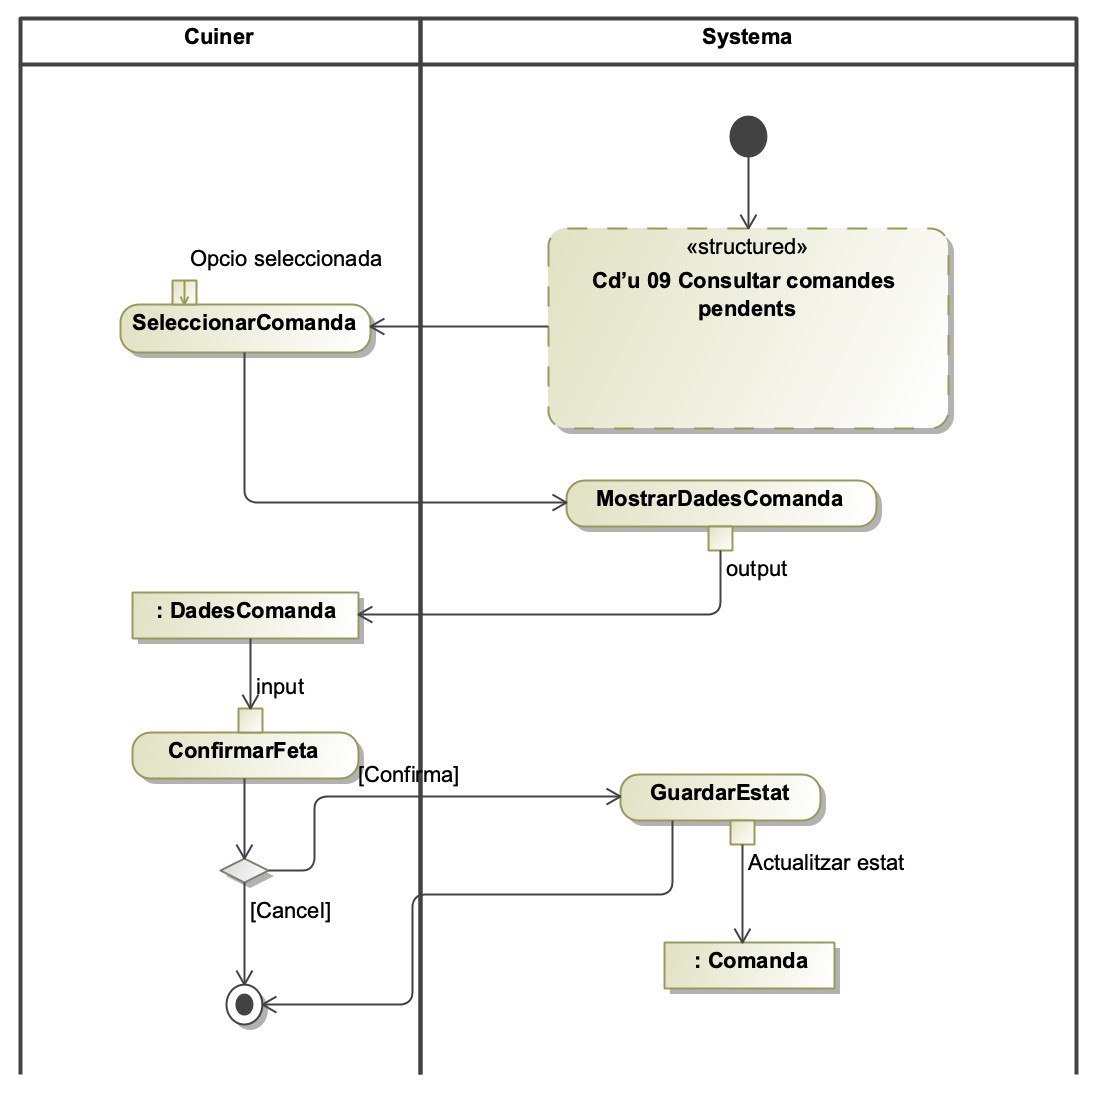 Cuiner
Systema
«structured»
Cd’u 09 Consultar comandes
pendents
Opcio seleccionada
SeleccionarComanda
MostrarDadesComanda
output
: DadesComanda
input
ConfirmarFeta
[Confirma]
GuardarEstat
Actualitzar estat
[Cancel]
: Comanda